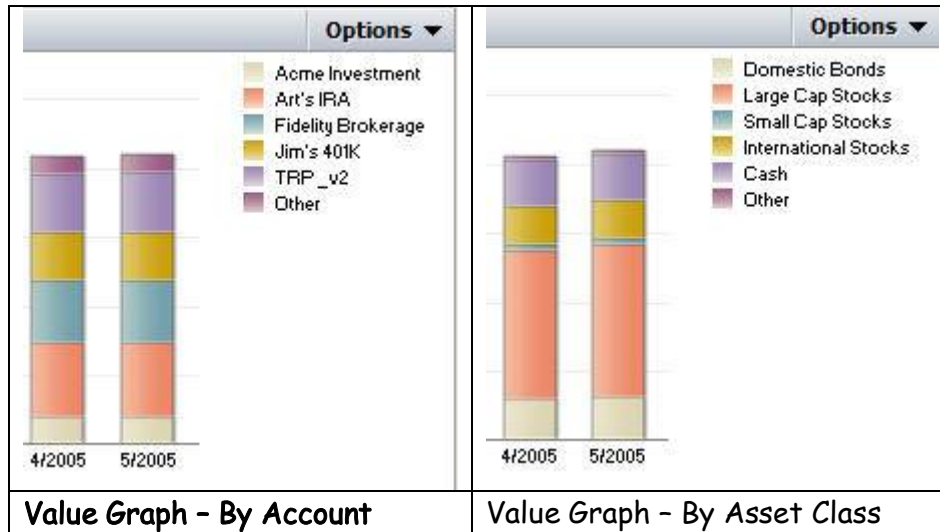 Options
Acme Investment
Art's IRA
Fidelity Brokerage
Jim's 401K
TRP_v2
Other
4/2005 5/2005
Value Graph – By Account
Options
Domestic Bonds
Large Cap Stocks
Small Cap Stocks
International Stocks
Cash
Other
4/2005 5/2005
Value Graph – By Asset Class